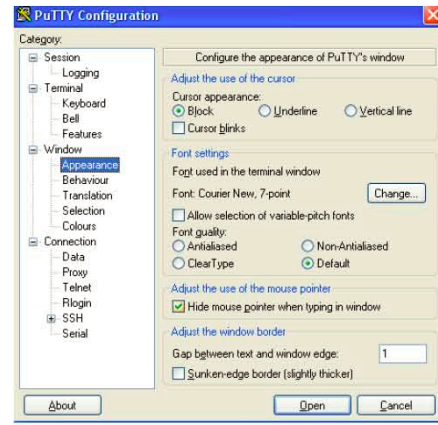 PuTTY Configuration
Category:
Session
Logging
Terminal
Keyboard
Bell
Features
Window
Appearance
Behaviour
Translation
Selection
Colours
Connection
Data
Proxy
Telnet
Rlogin
SSH
Serial
Configure the appearance of PuTTY's window
Adjust the use of the cursor
Cursor appearance:
Block Underline Vertical line
Cursor blinks
Font settings
Font used in the terminal window
Font: Courier New, 7-point Change...
Allow selection of variable-pitch fonts
Font quality:
Antialiased Non-Antialiased
ClearType Default
Adjust the use of the mouse pointer
Hide mouse pointer when typing in window
Adjust the window border
Gap between text and window edge: 1
Sunken-edge border (slightly thicker)
About Open Cancel